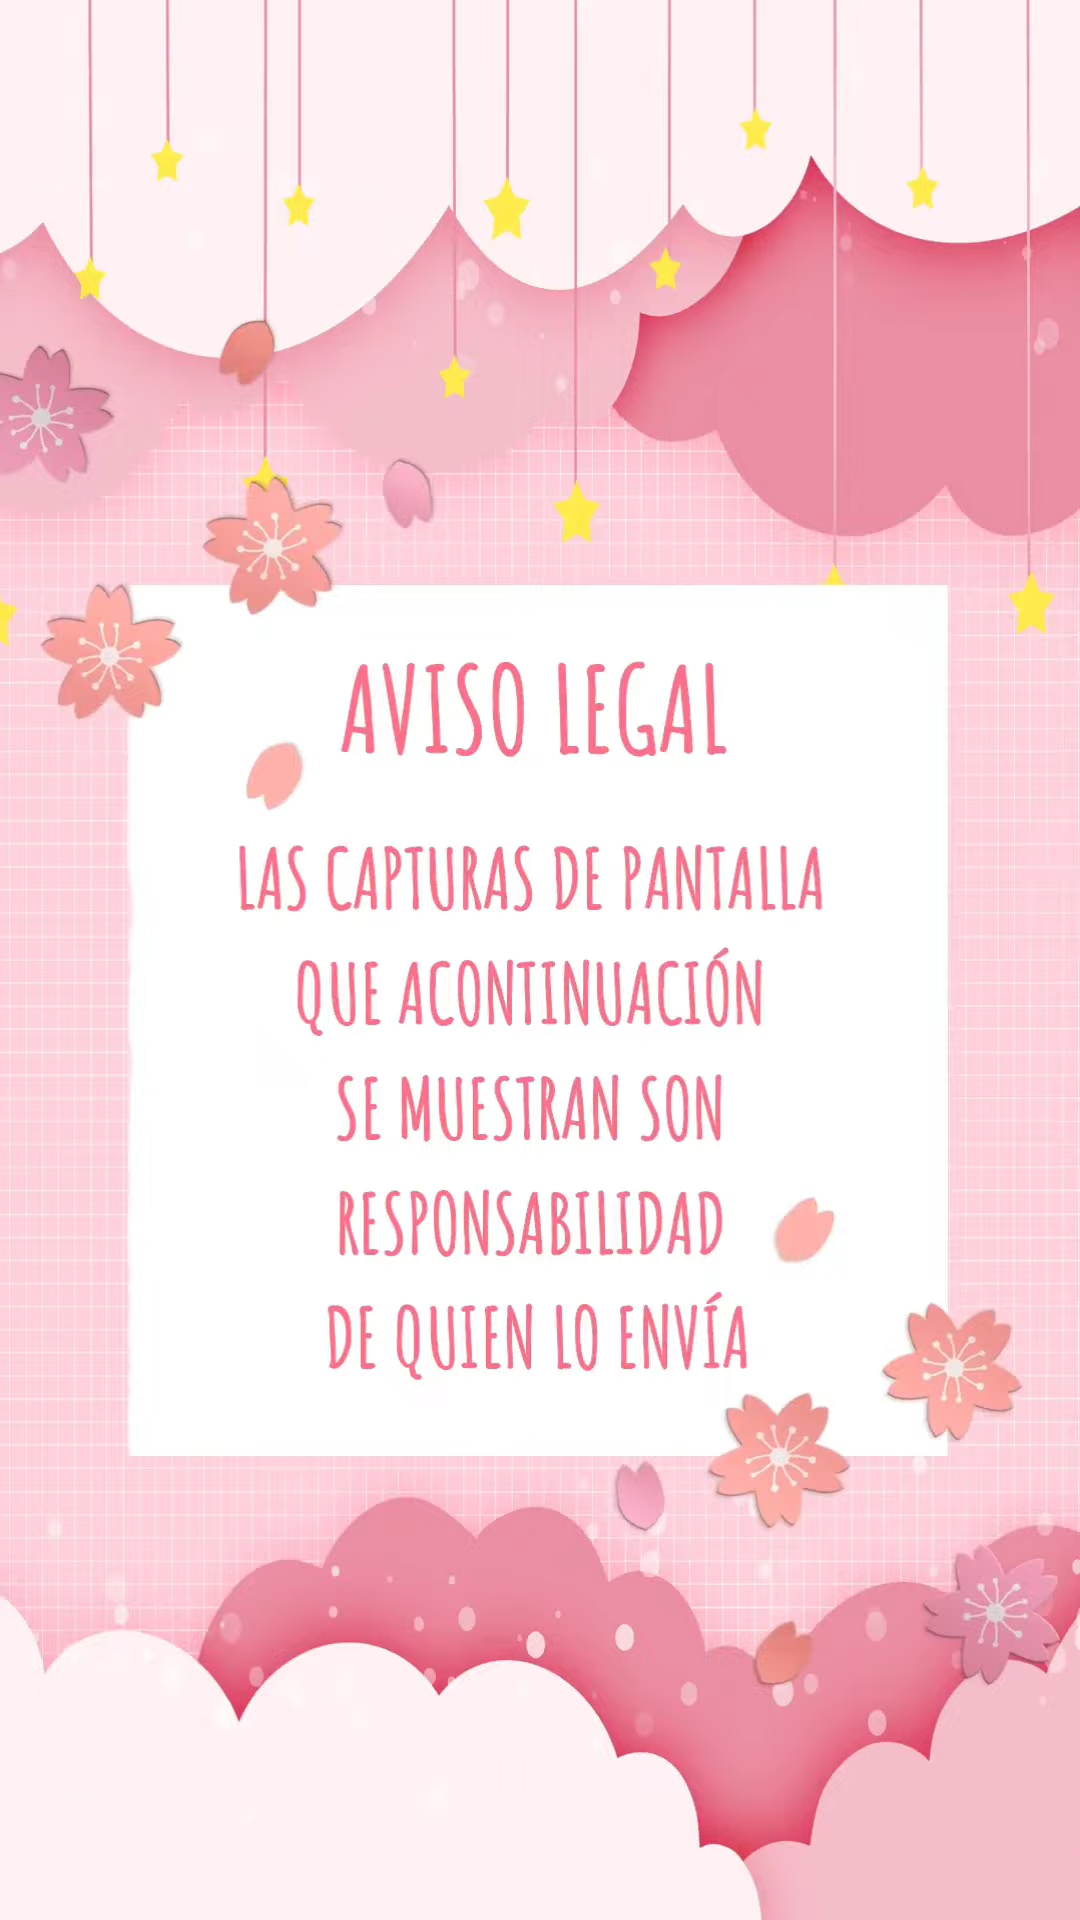 AVISO LEGAL
LAS CAPTURAS DE PANTALLA
QUE ACONTINUACIÓN
SE MUESTRAN SON
RESPONSABILIDAD
DE QUIEN LO ENVÍA